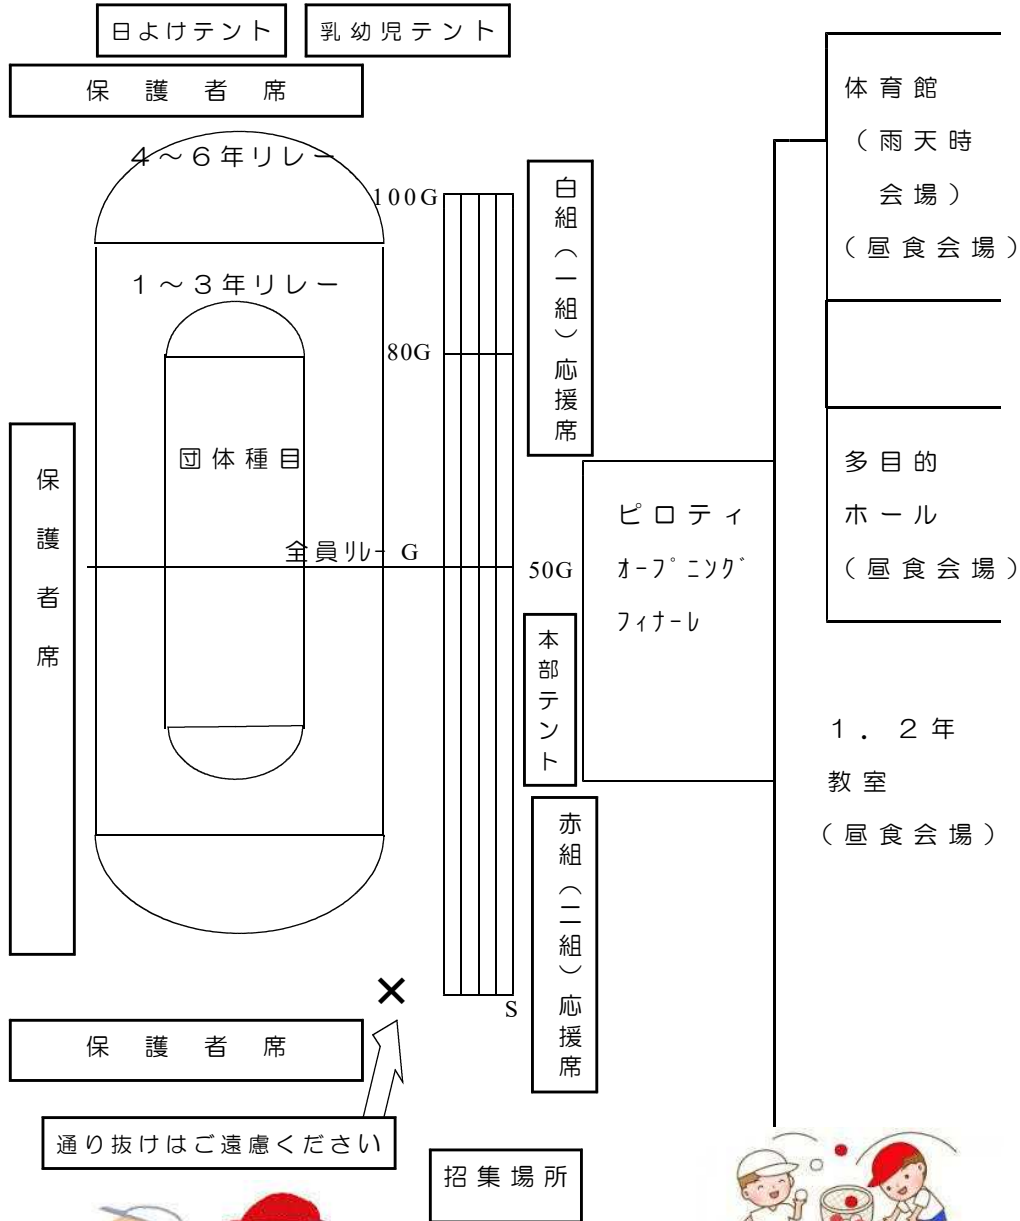 日よけテント
乳幼児テント
保護者席
体育館
（雨天時
会場）
（昼食会場）
4～6年リレー
100G
白組（一組）応援席
1～3年リレー
80G
団体種目
保護者席
多目的
ホール
（昼食会場）
ピロティ
ｵｰﾌﾟﾆﾝｸﾞ
ﾌｨﾅｰﾚ
全員ﾘﾚｰ G
50G
本部テント
1．2年
教室
（昼食会場）
赤組（二組）応援席
×
S
保護者席
通り抜けはご遠慮ください
招集場所